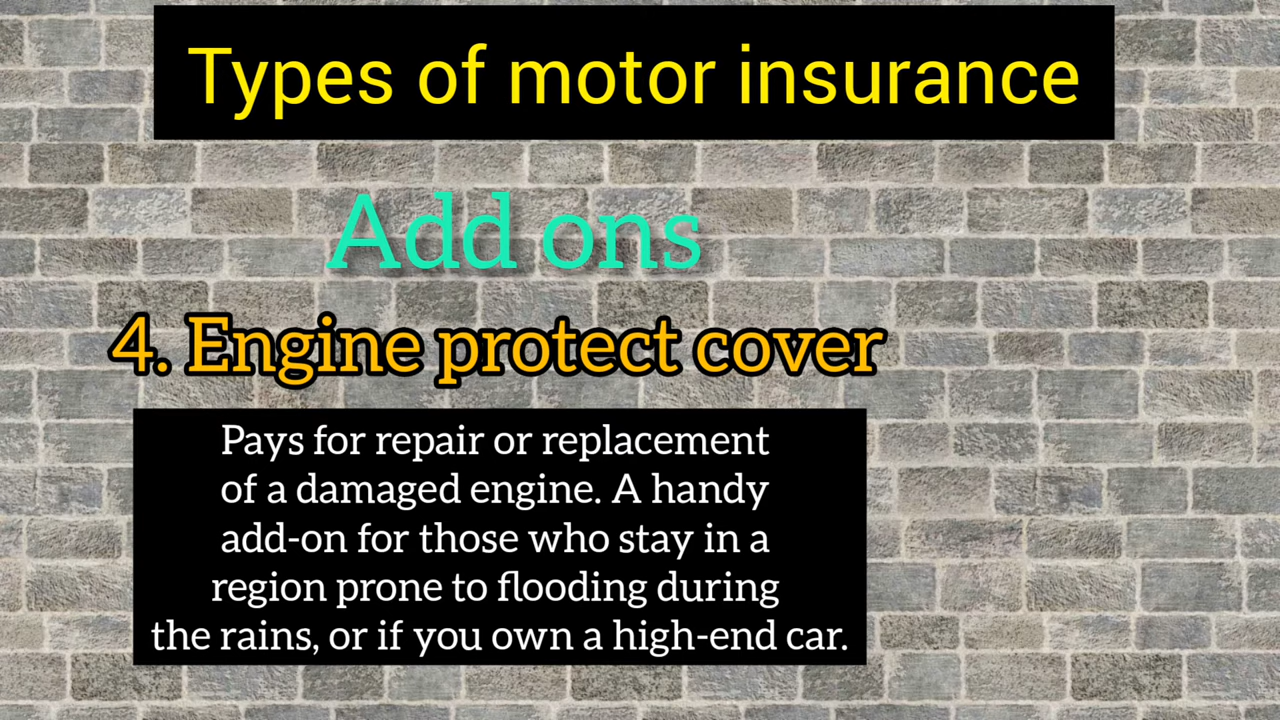 Types of motor insurance
Add ons
4. Engine protect cover
Pays for repair or replacement
of a damaged engine. A handy
add-on for those who stay in a
region prone to flooding during
the rains, or if you own a high-end car.